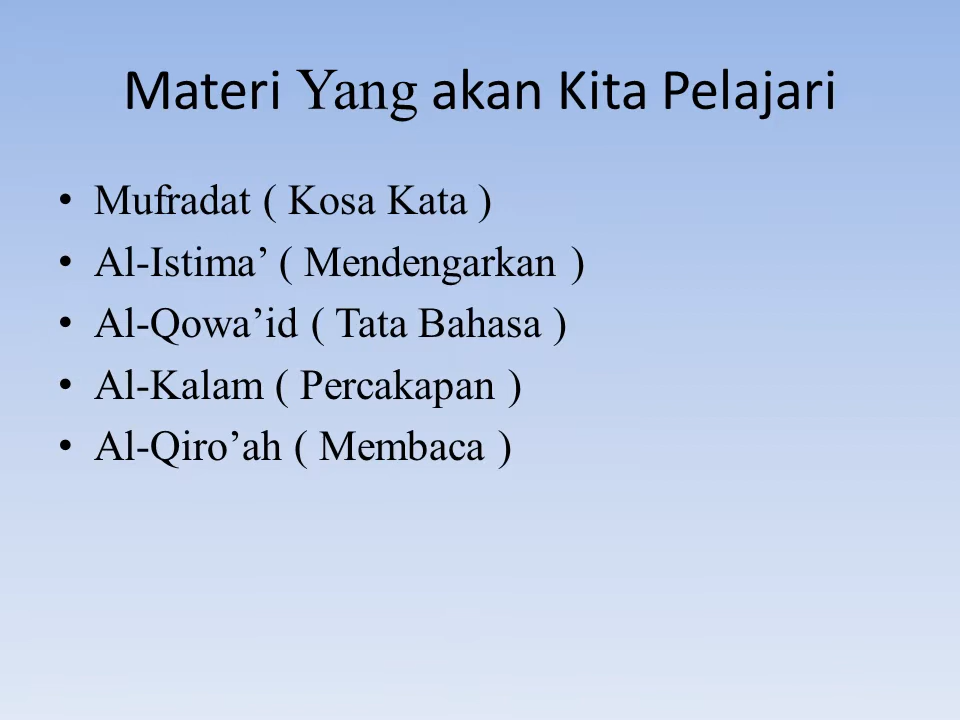 Materi Yang akan Kita Pelajari
• Mufradat ( Kosa Kata )
• Al-Istima’ ( Mendengarkan )
• Al-Qowa’id ( Tata Bahasa )
• Al-Kalam ( Percakapan )
• Al-Qiro’ah ( Membaca )